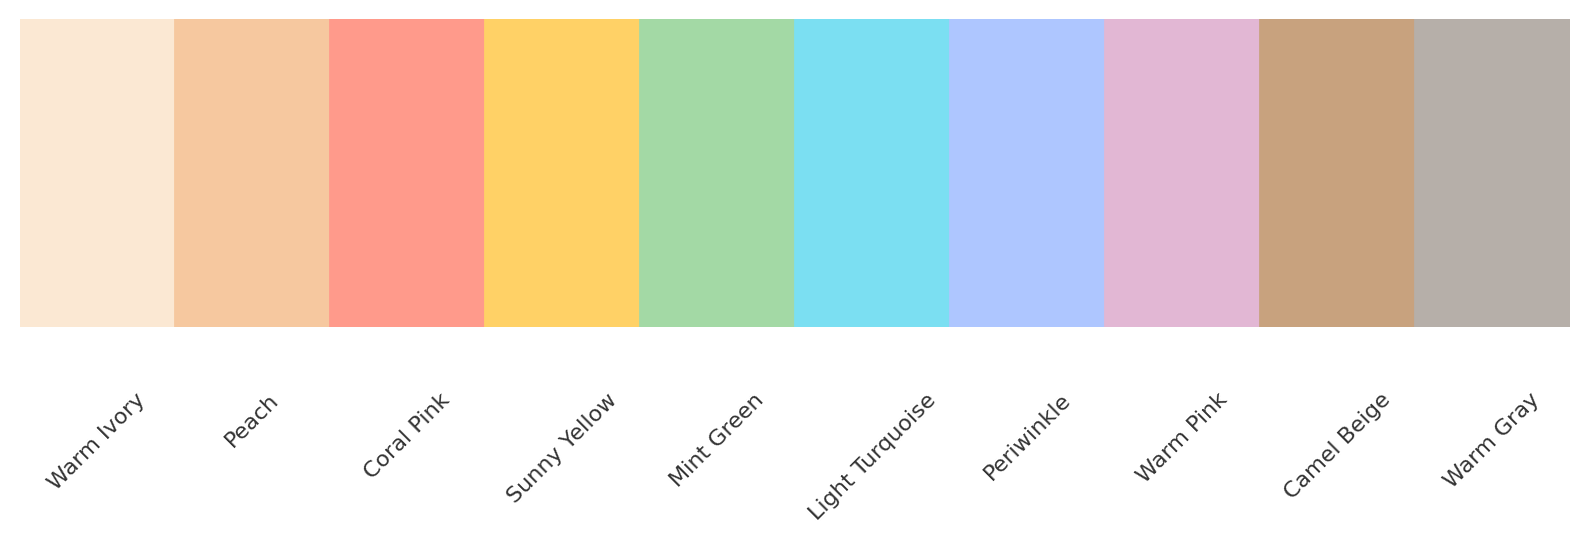 Warm Ivory
Peach
Coral Pink
Sunny Yellow
Mint Green
Light Turquoise
Periwinkle
Warm Pink
Camel Beige
Warm Gray